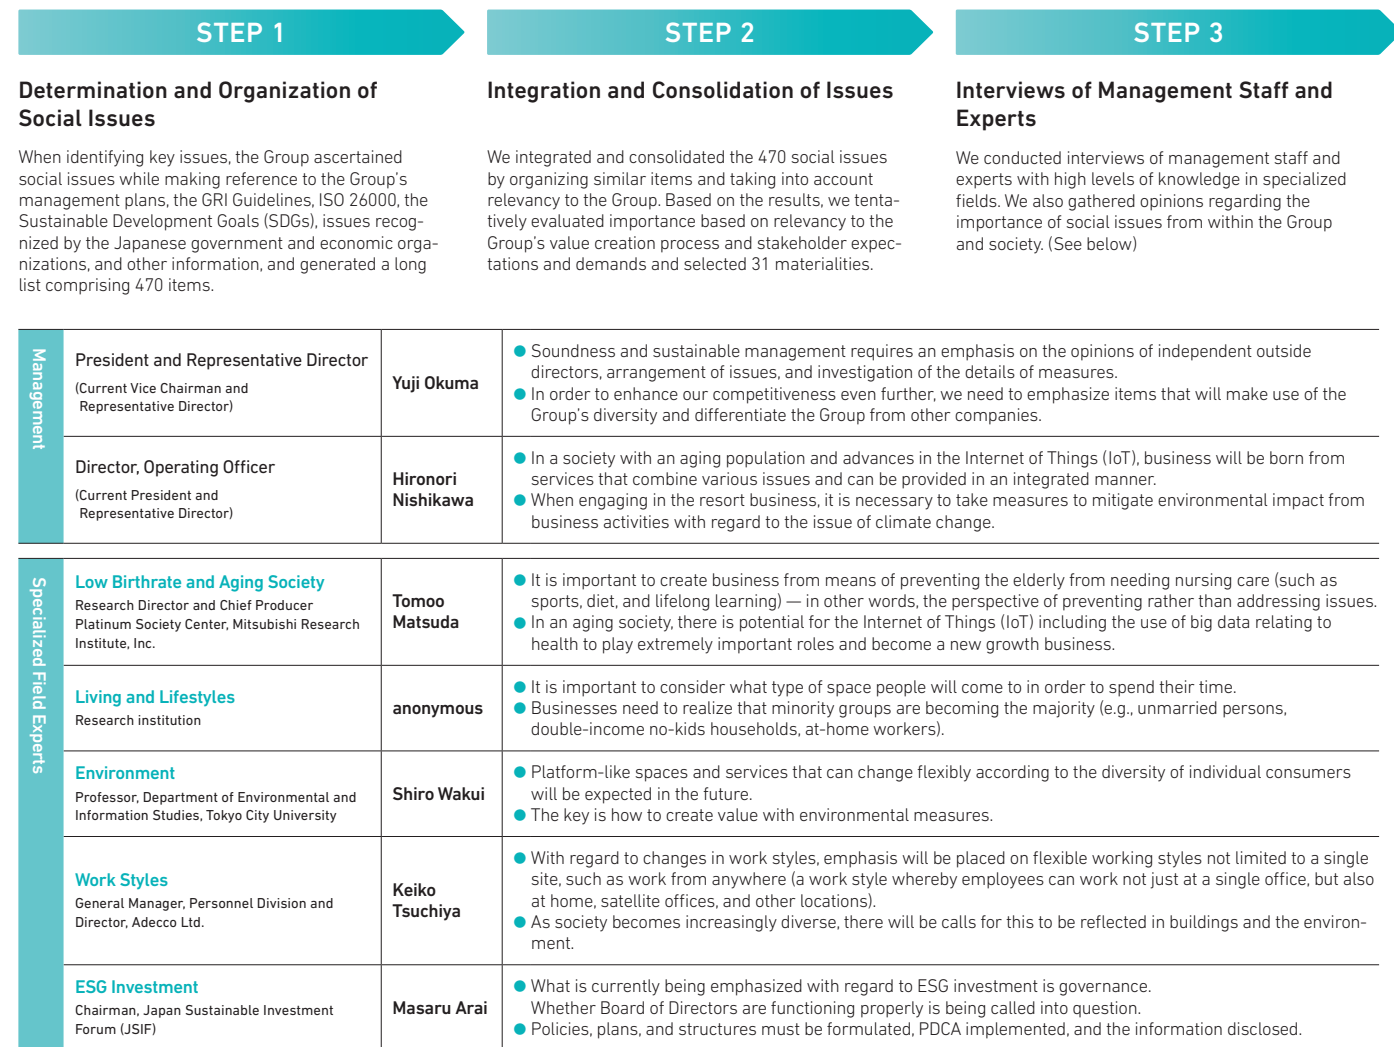 STEP 1
Determination and Organization of
Social Issues
When identifying key issues, the Group ascertained
social issues while making reference to the Group's
management plans, the GRI Guidelines, ISO 26000, the
Sustainable Development Goals (SDGs), issues recog-
nized by the Japanese government and economic orga-
nizations, and other information, and generated a long
list comprising 470 items.
STEP 2
Integration and Consolidation of Issues
We integrated and consolidated the 470 social issues
by organizing similar items and taking into account
relevancy to the Group. Based on the results, we tenta-
tively evaluated importance based on relevancy to the
Group's value creation process and stakeholder expec-
tations and demands and selected 31 materialities.
STEP 3
Interviews of Management Staff and
Experts
We conducted interviews of management staff and
experts with high levels of knowledge in specialized
fields. We also gathered opinions regarding the
importance of social issues from within the Group
and society. (See below)
Management
President and Representative Director
(Current Vice Chairman and
Representative Director)
Yuji Okuma
● Soundness and sustainable management requires an emphasis on the opinions of independent outside
directors, arrangement of issues, and investigation of the details of measures.
● In order to enhance our competitiveness even further, we need to emphasize items that will make use of the
Group's diversity and differentiate the Group from other companies.
Director, Operating Officer
(Current President and
Representative Director)
Hironori
Nishikawa
● In a society with an aging population and advances in the Internet of Things (IoT), business will be born from
services that combine various issues and can be provided in an integrated manner.
● When engaging in the resort business, it is necessary to take measures to mitigate environmental impact from
business activities with regard to the issue of climate change.
Specialized Field Experts
Low Birthrate and Aging Society
Research Director and Chief Producer
Platinum Society Center, Mitsubishi Research
Institute, Inc.
Tomoo
Matsuda
● It is important to create business from means of preventing the elderly from needing nursing care (such as
sports, diet, and lifelong learning) — in other words, the perspective of preventing rather than addressing issues.
● In an aging society, there is potential for the Internet of Things (IoT) including the use of big data relating to
health to play extremely important roles and become a new growth business.
Living and Lifestyles
Research institution
anonymous
● It is important to consider what type of space people will come to in order to spend their time.
● Businesses need to realize that minority groups are becoming the majority (e.g., unmarried persons,
double-income no-kids households, at-home workers).
Environment
Professor, Department of Environmental and
Information Studies, Tokyo City University
Shiro Wakui
● Platform-like spaces and services that can change flexibly according to the diversity of individual consumers
will be expected in the future.
● The key is how to create value with environmental measures.
Work Styles
General Manager, Personnel Division and
Director, Adecco Ltd.
Keiko
Tsuchiya
● With regard to changes in work styles, emphasis will be placed on flexible working styles not limited to a single
site, such as work from anywhere (a work style whereby employees can work not just at a single office, but also
at home, satellite offices, and other locations).
● As society becomes increasingly diverse, there will be calls for this to be reflected in buildings and the environ-
ment.
ESG Investment
Chairman, Japan Sustainable Investment
Forum (JSIF)
Masaru Arai
● What is currently being emphasized with regard to ESG investment is governance.
Whether Board of Directors are functioning properly is being called into question.
● Policies, plans, and structures must be formulated, PDCA implemented, and the information disclosed.